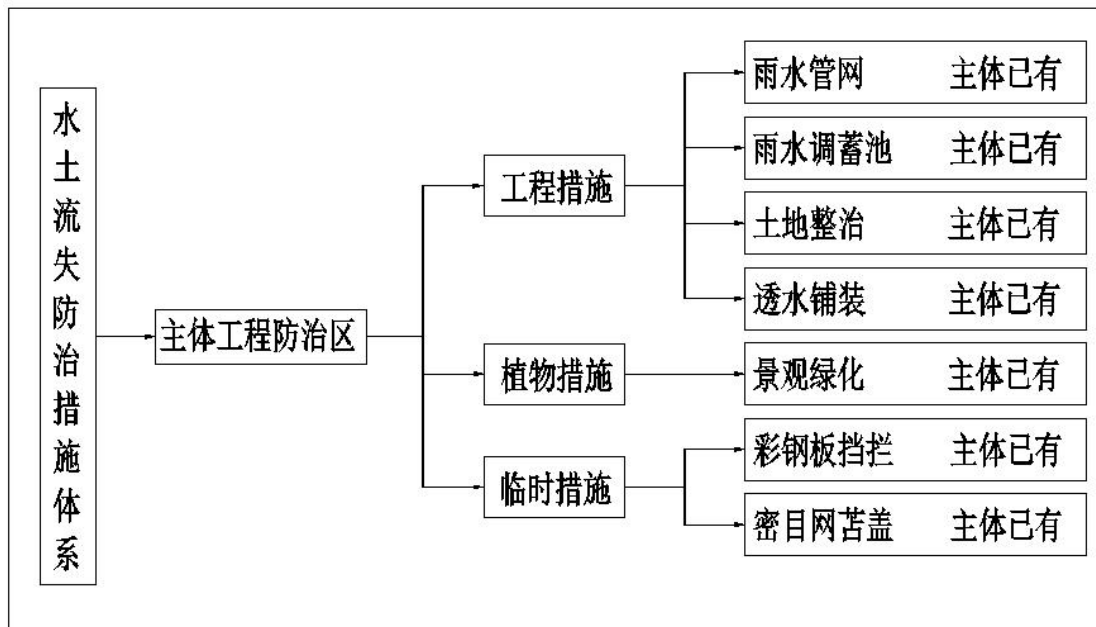 水土流失防治措施体系
主体工程防治区
工程措施
雨水管网 主体已有
雨水调蓄池 主体已有
土地整治 主体已有
透水铺装 主体已有
植物措施
景观绿化 主体已有
临时措施
彩钢板挡拦 主体已有
密目网苫盖 主体已有